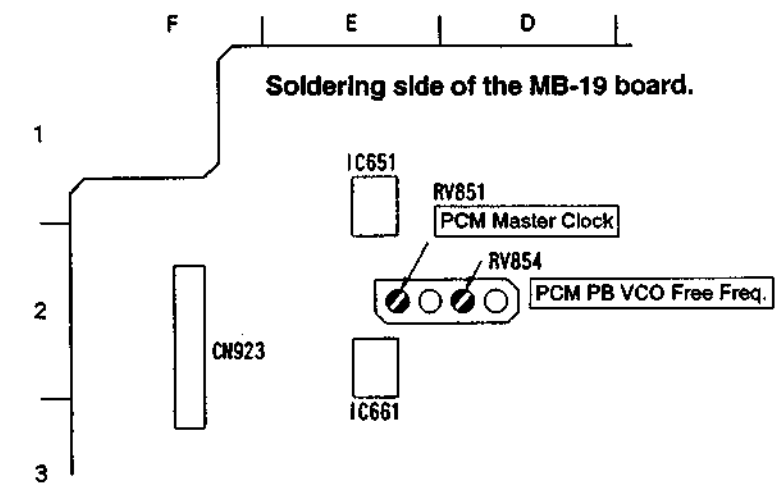 F E D
Soldering side of the MB-19 board.
1
IC651
RV851
PCM Master Clock
RV854
2
PCM PB VCO Free Freq.
CN923
IC661
3